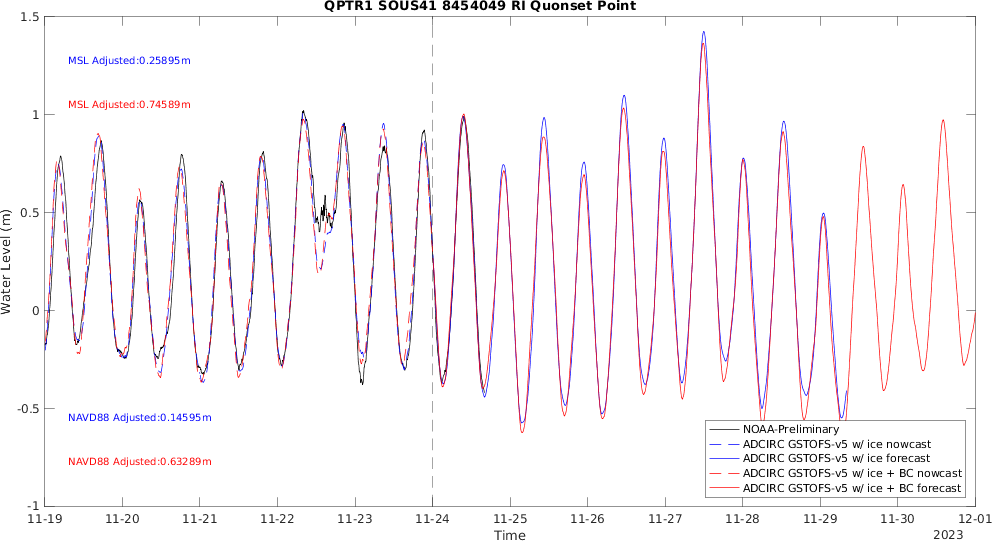 QPTR1 SOUS41 8454049 RI Quonset Point
1.5
1
0.5
0
-0.5
-1
Water Level (m)
MSL Adjusted:0.25895m
MSL Adjusted:0.74589m
NAVD88 Adjusted:0.14595m
NAVD88 Adjusted:0.63289m
NOAA-Preliminary
ADCIRC GSTOFS-v5 w/ ice nowcast
ADCIRC GSTOFS-v5 w/ ice forecast
ADCIRC GSTOFS-v5 w/ ice + BC nowcast
ADCIRC GSTOFS-v5 w/ ice + BC forecast
11-19 11-20 11-21 11-22 11-23 11-24 11-25 11-26 11-27 11-28 11-29 11-30 12-01
Time
2023